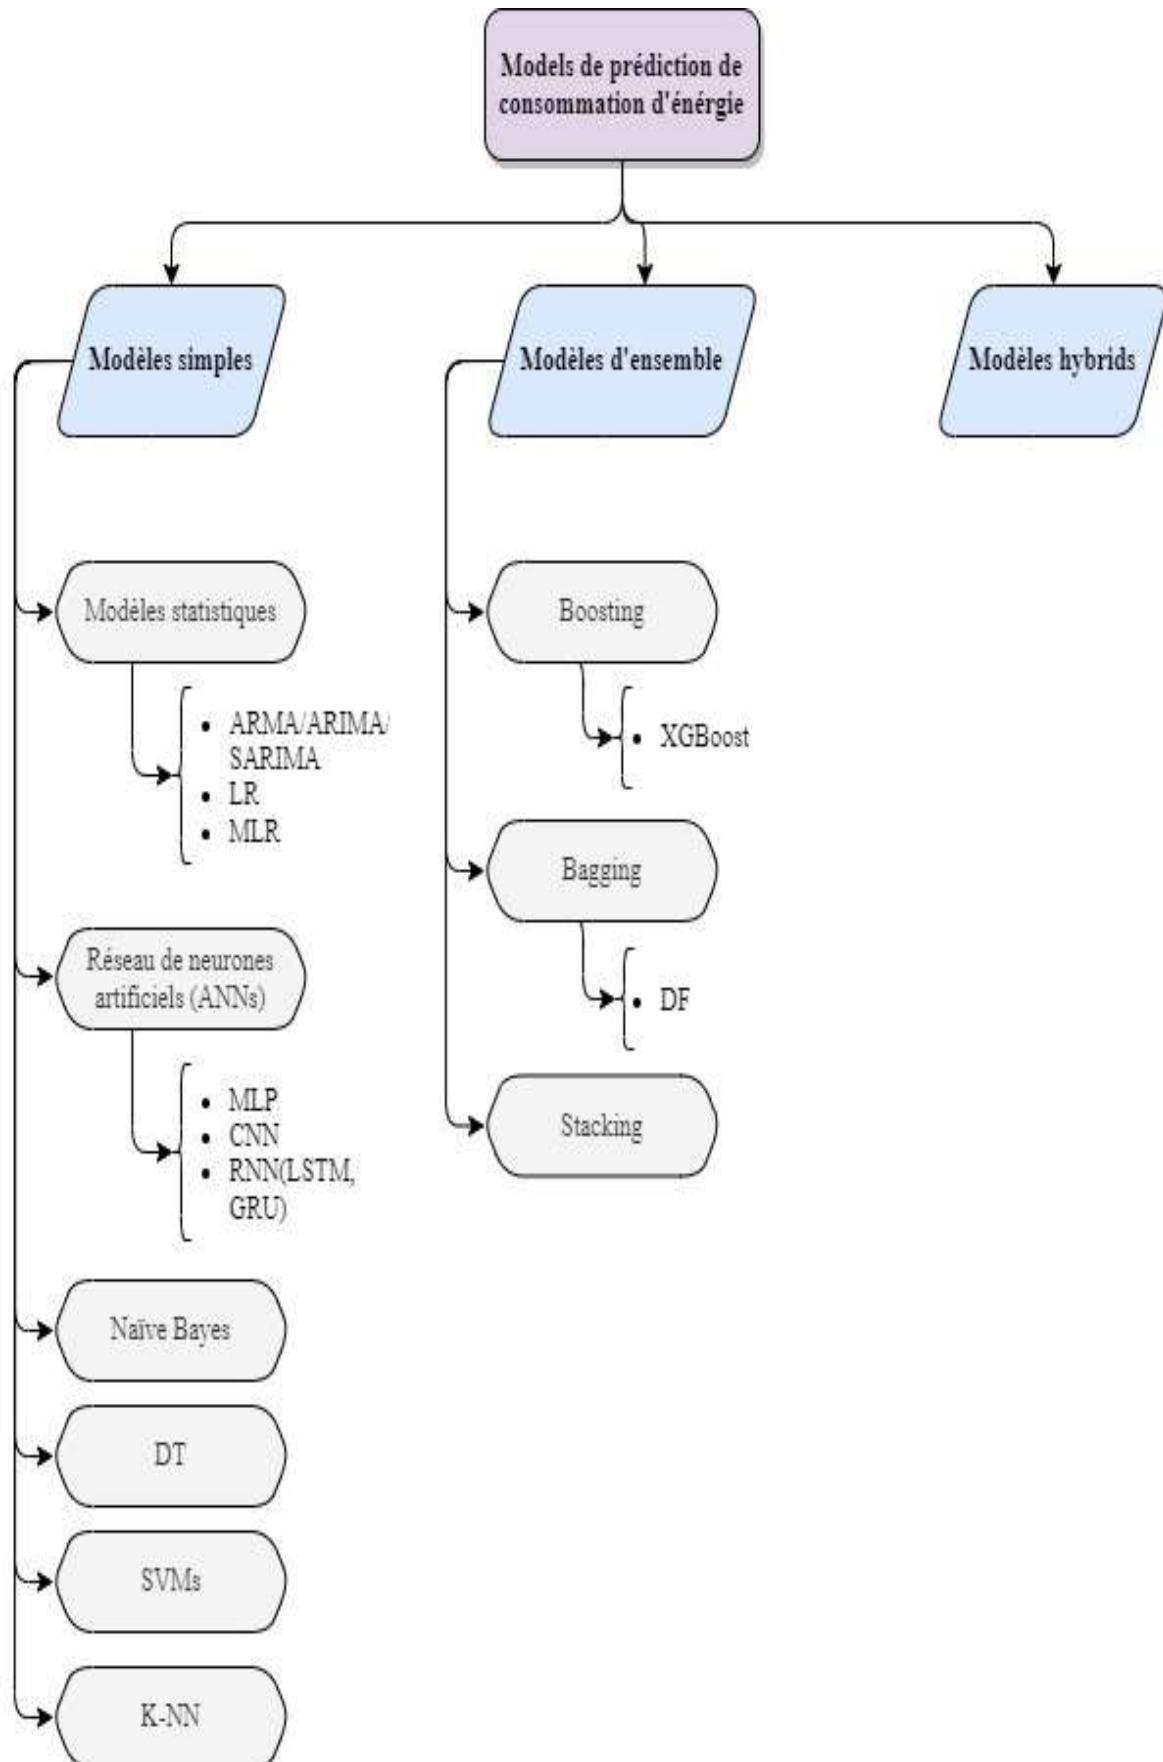 Models de prédiction de
consommation d'énérgie
Modèles simples
Modèles d'ensemble
Modèles hybrids
Modèles statistiques
• ARMA/ARIMA/
SARIMA
• LR
• MLR
Réseau de neurones
artificiels (ANNs)
• MLP
• CNN
• RNN(LSTM,
GRU)
Naïve Bayes
DT
SVMs
K-NN
Boosting
• XGBoost
Bagging
• DF
Stacking